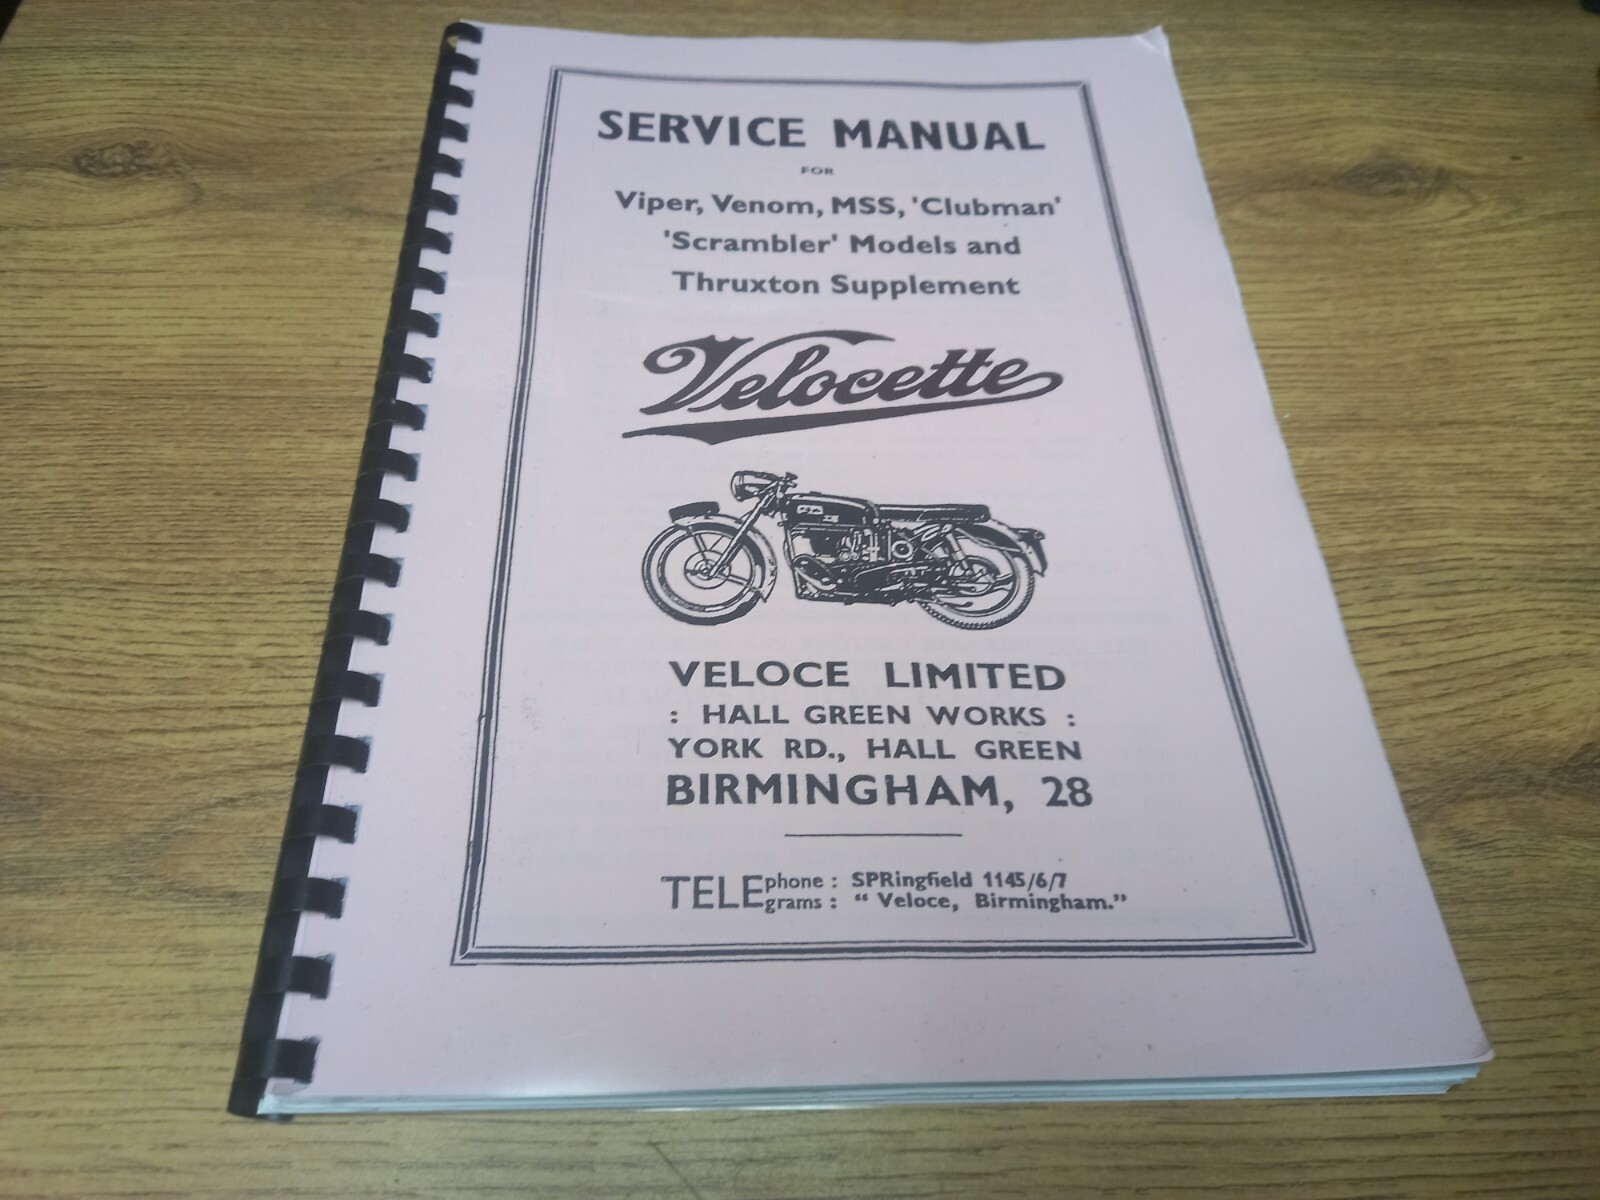 SERVICE MANUAL
FOR
Viper, Venom, MSS, 'Clubman'
'Scrambler' Models and
Thruxton Supplement
Velocette
VELOCE LIMITED
: HALL GREEN WORKS :
YORK RD., HALL GREEN
BIRMINGHAM, 28
TELEphone : SPRingfield 1145/6/7
grams : " Veloce, Birmingham."